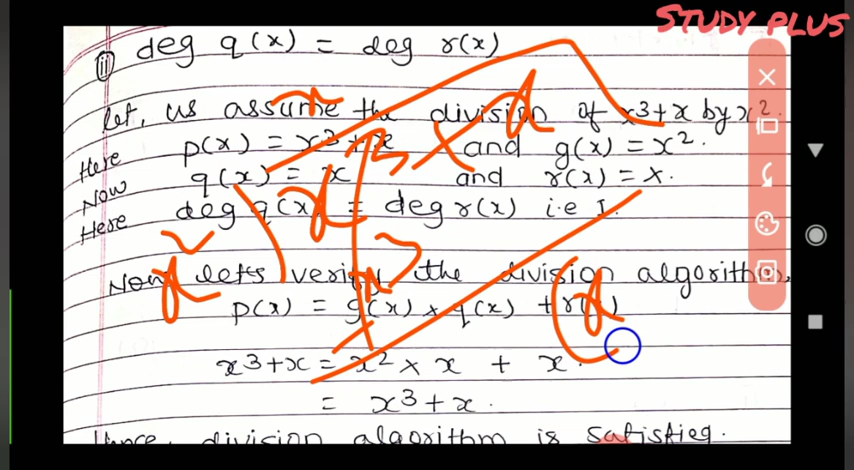 STUDY PLUS
(ii) deg q(x) = deg r(x)
let, us assume the division of x³+x by x².
Here p(x) = x³+x and g(x) = x².
Now q(x) = x and r(x) = x.
Here deg q(x) = deg r(x) i.e 1.
Now let's verify the division algorithm,
p(x) = g(x) × q(x) + r(x)
x³+x = x² × x + x.
= x³+x.
Hence, division algorithm is satisfied.